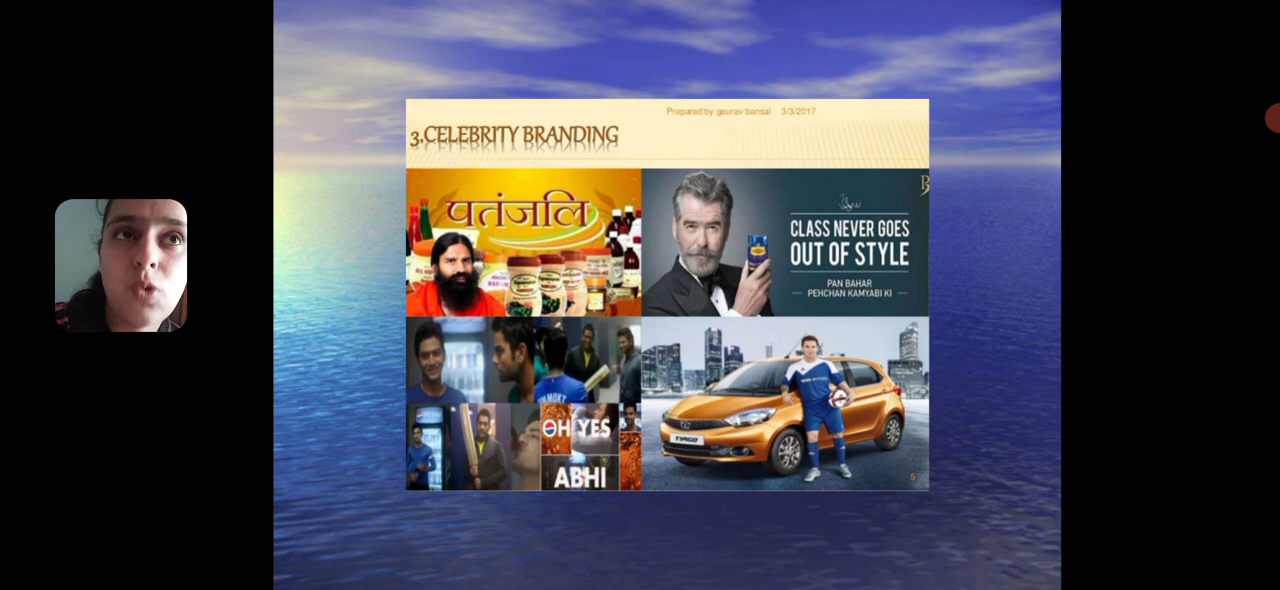 Prepared by gaurav bansal 3/3/2017
3.CELEBRITY BRANDING
पतंजलि
CLASS NEVER GOES
OUT OF STYLE
PAN BAHAR
PEHCHAN KAMYABI KI
OH YES
ABHI
TIAGO
5